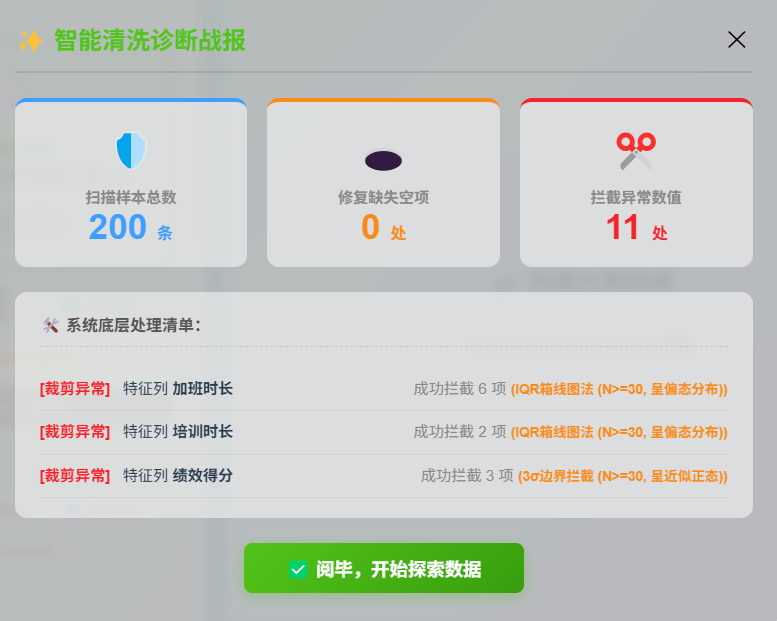 ✨ 智能清洗诊断战报
扫描样本总数
200 条
修复缺失空项
0 处
拦截异常数值
11 处
🛠️ 系统底层处理清单：
[裁剪异常] 特征列 加班时长 成功拦截 6 项 (IQR箱线图法 (N>=30, 呈偏态分布))
[裁剪异常] 特征列 培训时长 成功拦截 2 项 (IQR箱线图法 (N>=30, 呈偏态分布))
[裁剪异常] 特征列 绩效得分 成功拦截 3 项 (3σ边界拦截 (N>=30, 呈近似正态))
✅ 阅毕，开始探索数据